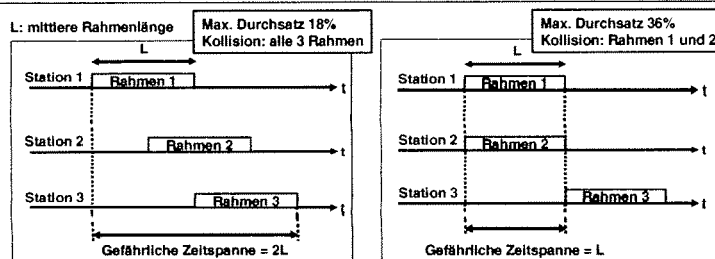 L: mittlere Rahmenlänge
Max. Durchsatz 18%
Kollision: alle 3 Rahmen
L
Station 1
Rahmen 1
t
Station 2
Rahmen 2
t
Station 3
Rahmen 3
t
Gefährliche Zeitspanne = 2L
Max. Durchsatz 36%
Kollision: Rahmen 1 und 2
L
Station 1
Rahmen 1
t
Station 2
Rahmen 2
t
Station 3
Rahmen 3
t
Gefährliche Zeitspanne = L